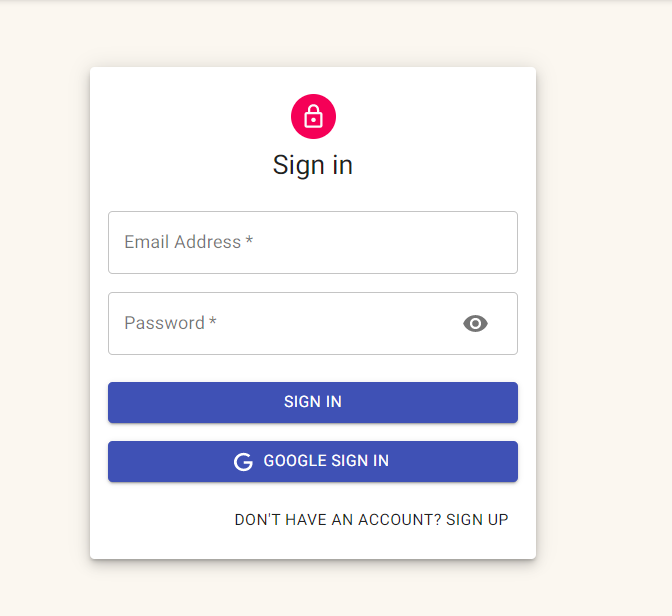 Sign in
Email Address *
Password *
SIGN IN
GOOGLE SIGN IN
DON'T HAVE AN ACCOUNT? SIGN UP